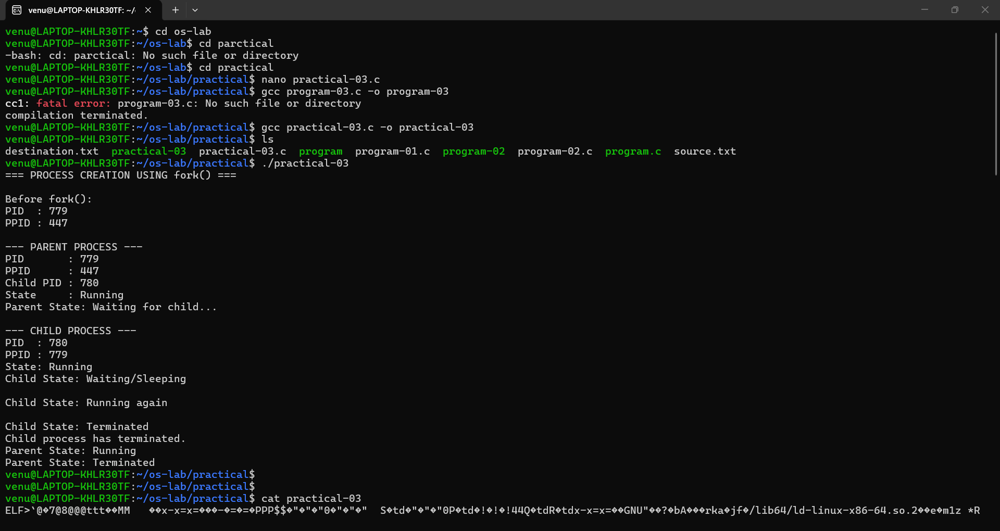 venu@LAPTOP-KHLR30TF: ~/
venu@LAPTOP-KHLR30TF:~$ cd os-lab
venu@LAPTOP-KHLR30TF:~/os-lab$ cd parctical
-bash: cd: parctical: No such file or directory
venu@LAPTOP-KHLR30TF:~/os-lab$ cd practical
venu@LAPTOP-KHLR30TF:~/os-lab/practical$ nano practical-03.c
venu@LAPTOP-KHLR30TF:~/os-lab/practical$ gcc program-03.c -o program-03
cc1: fatal error: program-03.c: No such file or directory
compilation terminated.
venu@LAPTOP-KHLR30TF:~/os-lab/practical$ gcc practical-03.c -o practical-03
venu@LAPTOP-KHLR30TF:~/os-lab/practical$ ls
destination.txt  practical-03  practical-03.c  program  program-01.c  program-02  program-02.c  program.c  source.txt
venu@LAPTOP-KHLR30TF:~/os-lab/practical$ ./practical-03
=== PROCESS CREATION USING fork() ===
Before fork():
PID  : 779
PPID : 447
--- PARENT PROCESS ---
PID       : 779
PPID      : 447
Child PID : 780
State     : Running
Parent State: Waiting for child...
--- CHILD PROCESS ---
PID  : 780
PPID : 779
State: Running
Child State: Waiting/Sleeping
Child State: Running again
Child State: Terminated
Child process has terminated.
Parent State: Running
Parent State: Terminated
venu@LAPTOP-KHLR30TF:~/os-lab/practical$
venu@LAPTOP-KHLR30TF:~/os-lab/practical$
venu@LAPTOP-KHLR30TF:~/os-lab/practical$ cat practical-03
ELF>`@�7@8@@@ttt��MM   ��x-x=x=���-�=�=�PPP$$�"�"�"0�"�"�"  S�td�"�"�"0P�td�!�!�!44Q�tdR�tdx-x=x=��GNU"��?�bA���rka�jf�/lib64/ld-linux-x86-64.so.2��e�m1z *R